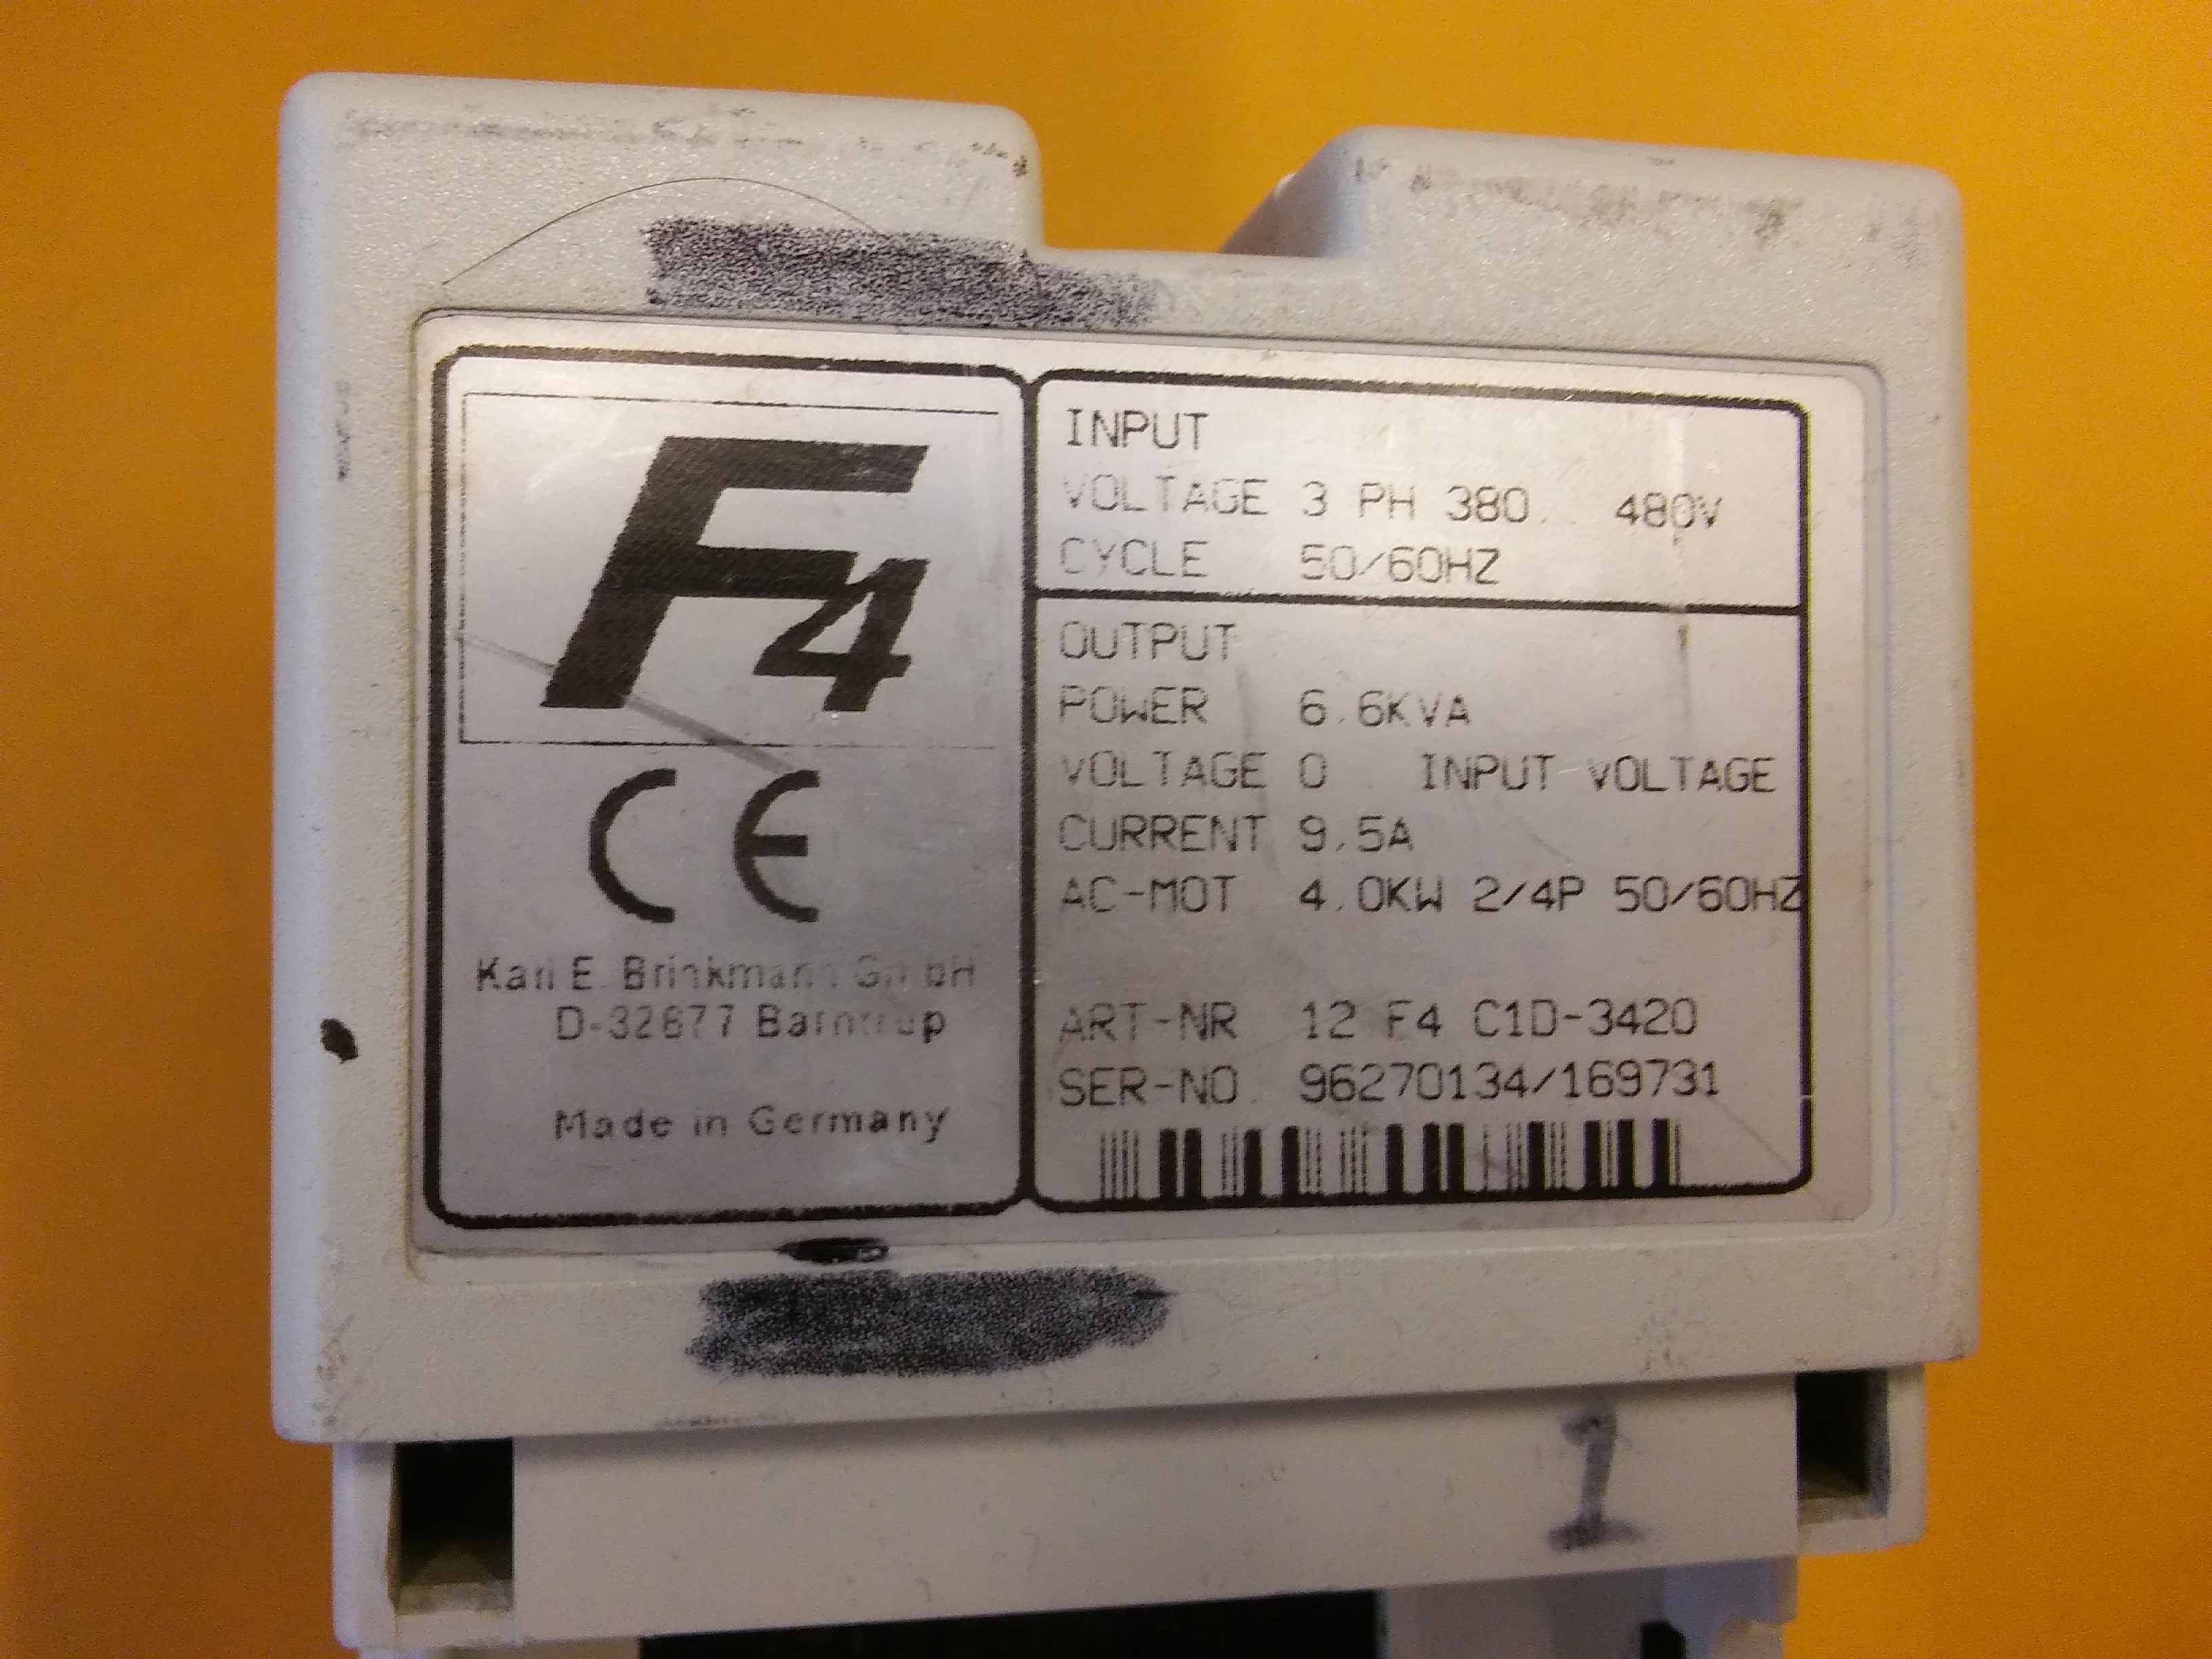 F4
CE
Karl E. Brinkmann GmbH
D-32677 Barntrup
Made in Germany
INPUT
VOLTAGE 3 PH 380.. 480V
CYCLE 50/60HZ
OUTPUT
POWER 6.6KVA
VOLTAGE 0 INPUT VOLTAGE
CURRENT 9.5A
AC-MOT. 4.0KW 2/4P 50/60HZ
ART-NR 12 F4 C1D-3420
SER-NO. 96270134/169731
1